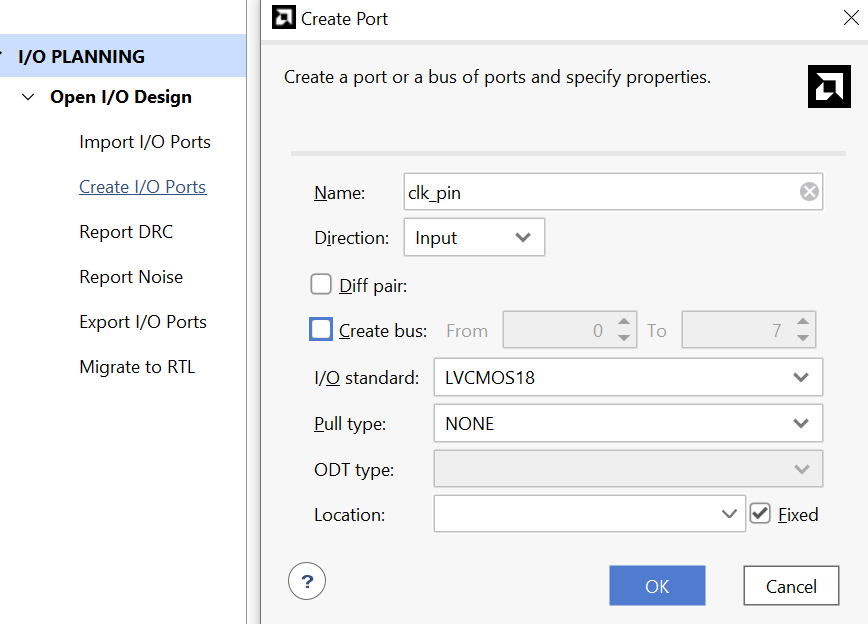 Create Port
I/O PLANNING
Create a port or a bus of ports and specify properties.
Open I/O Design
Import I/O Ports
Create I/O Ports
Report DRC
Report Noise
Export I/O Ports
Migrate to RTL
Name: clk_pin
Direction: Input
Diff pair:
Create bus: From 0 To 7
I/O standard: LVCMOS18
Pull type: NONE
ODT type:
Location: Fixed
? OK Cancel